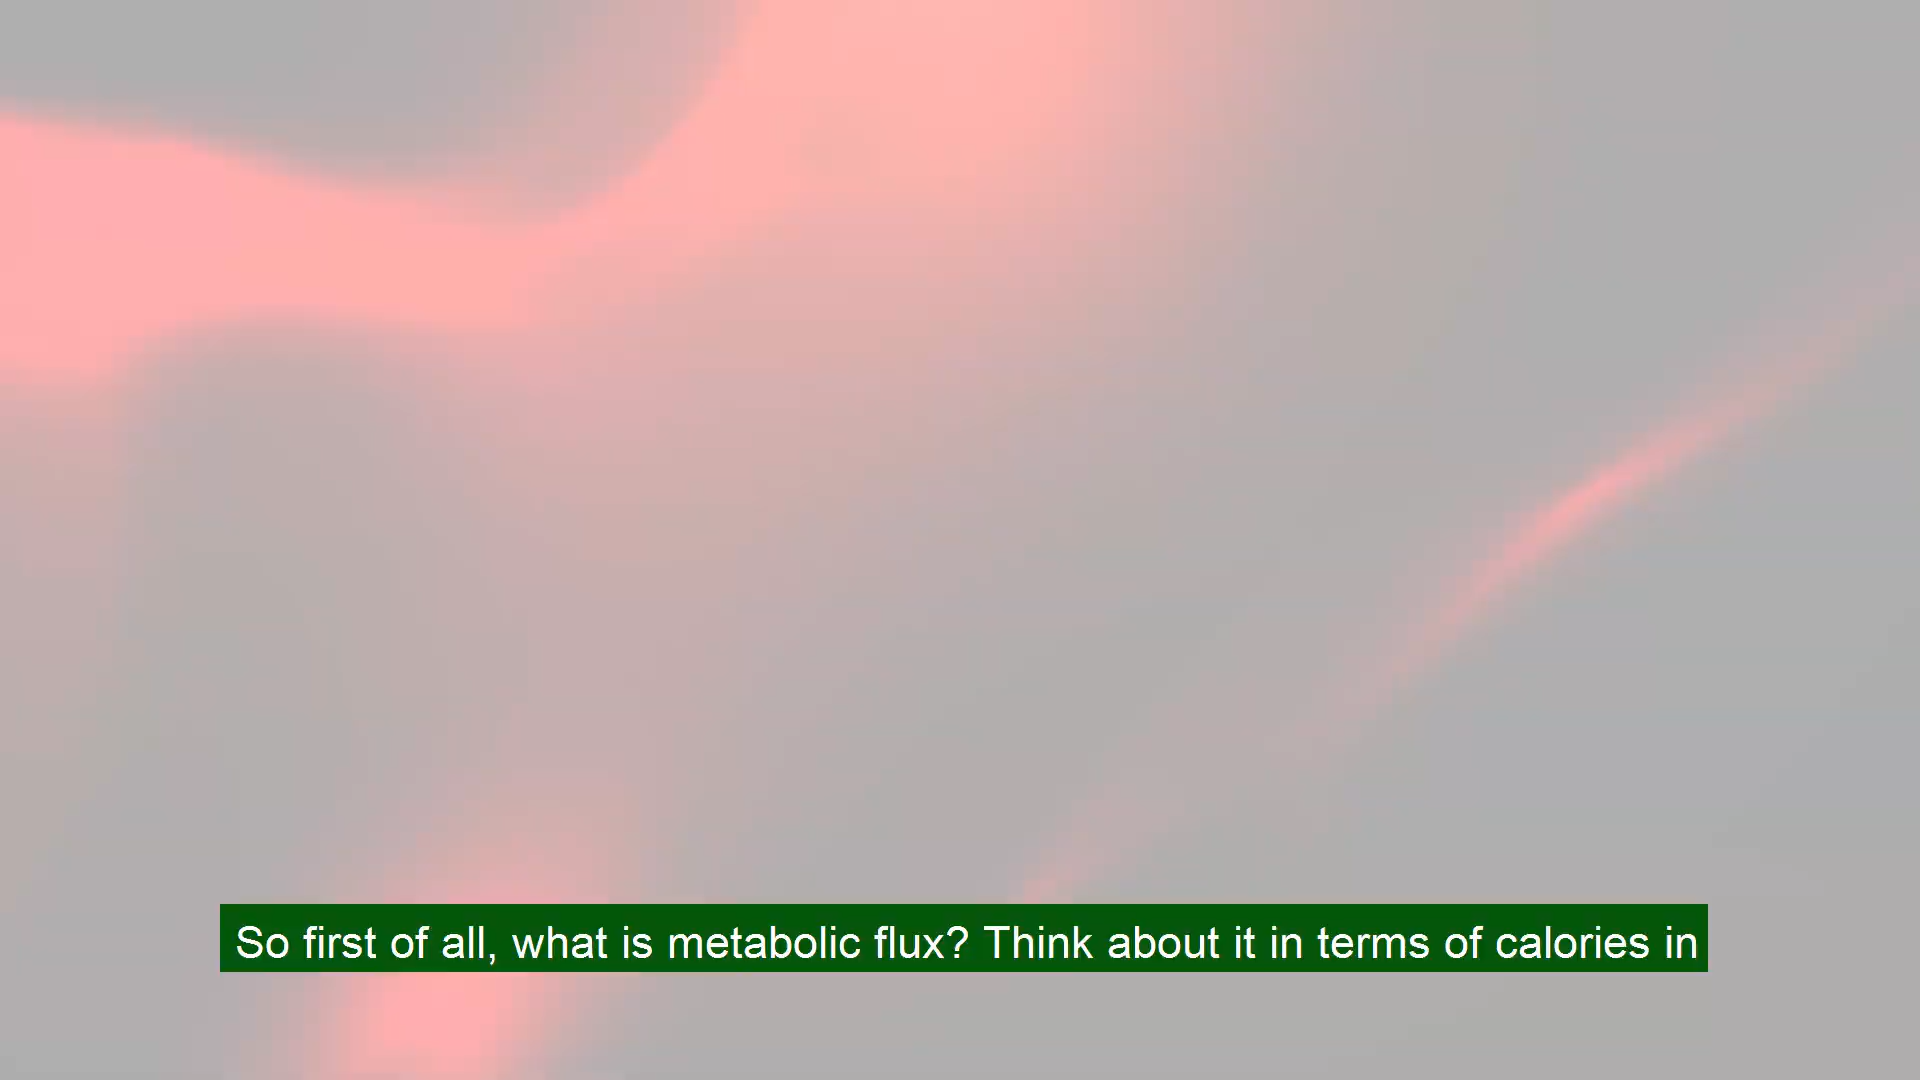 So first of all, what is metabolic flux? Think about it in terms of calories in